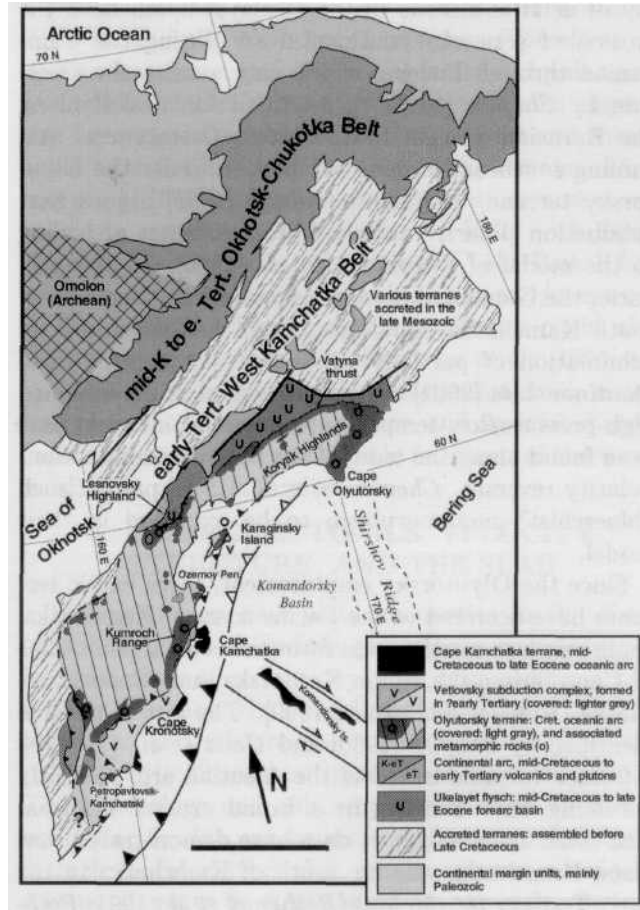 Arctic Ocean
70 N
mid-K to e. Tert. Okhotsk-Chukotka Belt
180 E
Omolon
(Archean)
early Tert. West Kamchatka Belt
Various terranes
accreted in the
late Mesozoic
Vatyna
thrust
U U U U U U U
Koryak Highlands
60 N
Lesnovsky
Highland
Cape
Olyutorsky
Bering Sea
Sea of
Okhotsk
160 E
Karaginsky
Island
Shirshov Ridge
Ozernoy Pen.
Komandorsky
Basin
170 E
Kumroch
Range
Cape
Kamchatka
Komandorsky Is.
Cape
Kronotsky
N
Petropavlovsk-
Kamchatskii
?
Cape Kamchatka terrane, mid-
Cretaceous to late Eocene oceanic arc
V V V
Vetlovsky subduction complex, formed
in ?early Tertiary (covered: lighter grey)
Olyutorsky terrane: Cret. oceanic arc
(covered: light gray), and associated
metamorphic rocks (o)
K-eT
eT
Continental arc, mid-Cretaceous to
early Tertiary volcanics and plutons
U
Ukelayet flysch: mid-Cretaceous to late
Eocene forearc basin
Accreted terranes: assembled before
Late Cretaceous
Continental margin units, mainly
Paleozoic